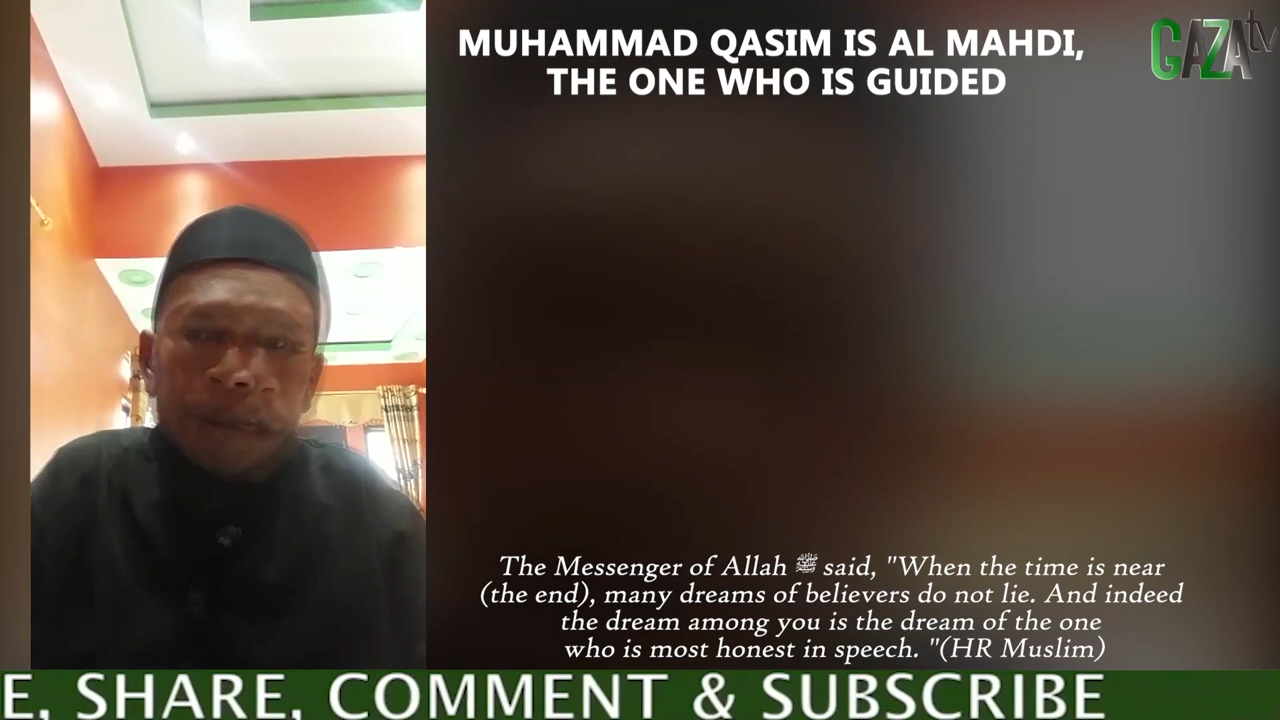 MUHAMMAD QASIM IS AL MAHDI,
THE ONE WHO IS GUIDED
GAZA tv
The Messenger of Allah ﷺ said, "When the time is near
(the end), many dreams of believers do not lie. And indeed
the dream among you is the dream of the one
who is most honest in speech. "(HR Muslim)
E, SHARE, COMMENT & SUBSCRIBE